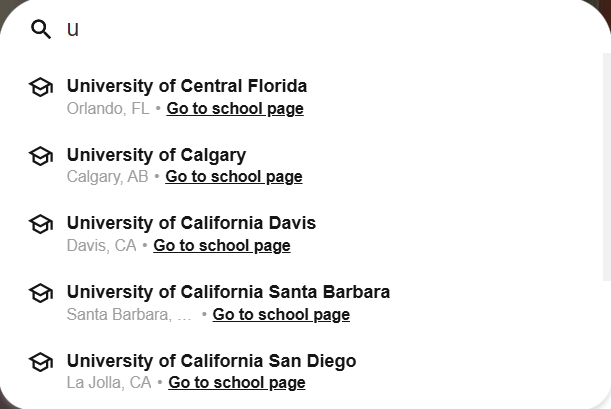 u
University of Central Florida
Orlando, FL • Go to school page
University of Calgary
Calgary, AB • Go to school page
University of California Davis
Davis, CA • Go to school page
University of California Santa Barbara
Santa Barbara, ... • Go to school page
University of California San Diego
La Jolla, CA • Go to school page